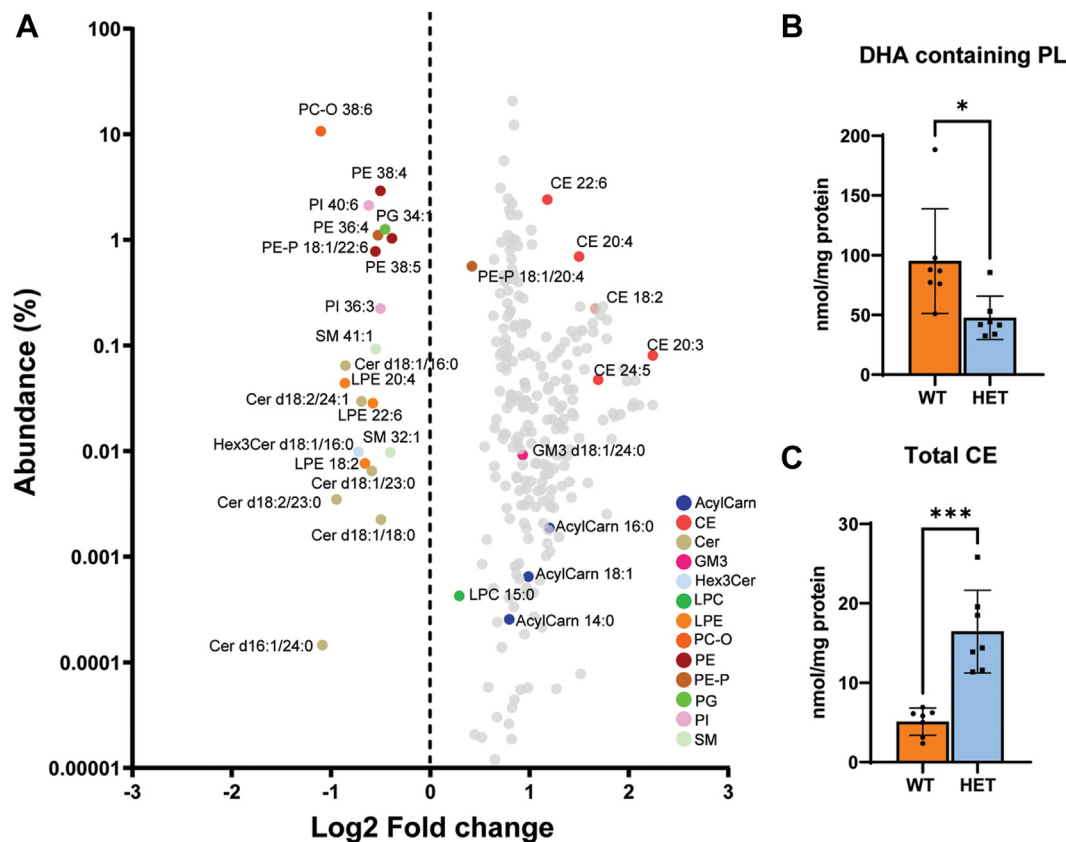 A
100
10
1
0.1
0.01
0.001
0.0001
0.00001
Abundance (%)
-3
-2
-1
0
1
2
3
Log2 Fold change
PC-O 38:6
PE 38:4
PI 40:6
PG 34:1
PE 36:4
PE-P 18:1/22:6
PE 38:5
PI 36:3
SM 41:1
Cer d18:1/16:0
LPE 20:4
Cer d18:2/24:1
LPE 22:6
Hex3Cer d18:1/16:0
SM 32:1
LPE 18:2
Cer d18:1/23:0
Cer d18:2/23:0
Cer d18:1/18:0
Cer d16:1/24:0
CE 22:6
CE 20:4
PE-P 18:1/20:4
CE 18:2
CE 20:3
CE 24:5
GM3 d18:1/24:0
AcylCarn 16:0
AcylCarn 18:1
LPC 15:0
AcylCarn 14:0
AcylCarn
CE
Cer
GM3
Hex3Cer
LPC
LPE
PC-O
PE
PE-P
PG
PI
SM
B
DHA containing PL
*
200
150
100
50
0
nmol/mg protein
WT
HET
C
Total CE
***
30
20
10
0
nmol/mg protein
WT
HET